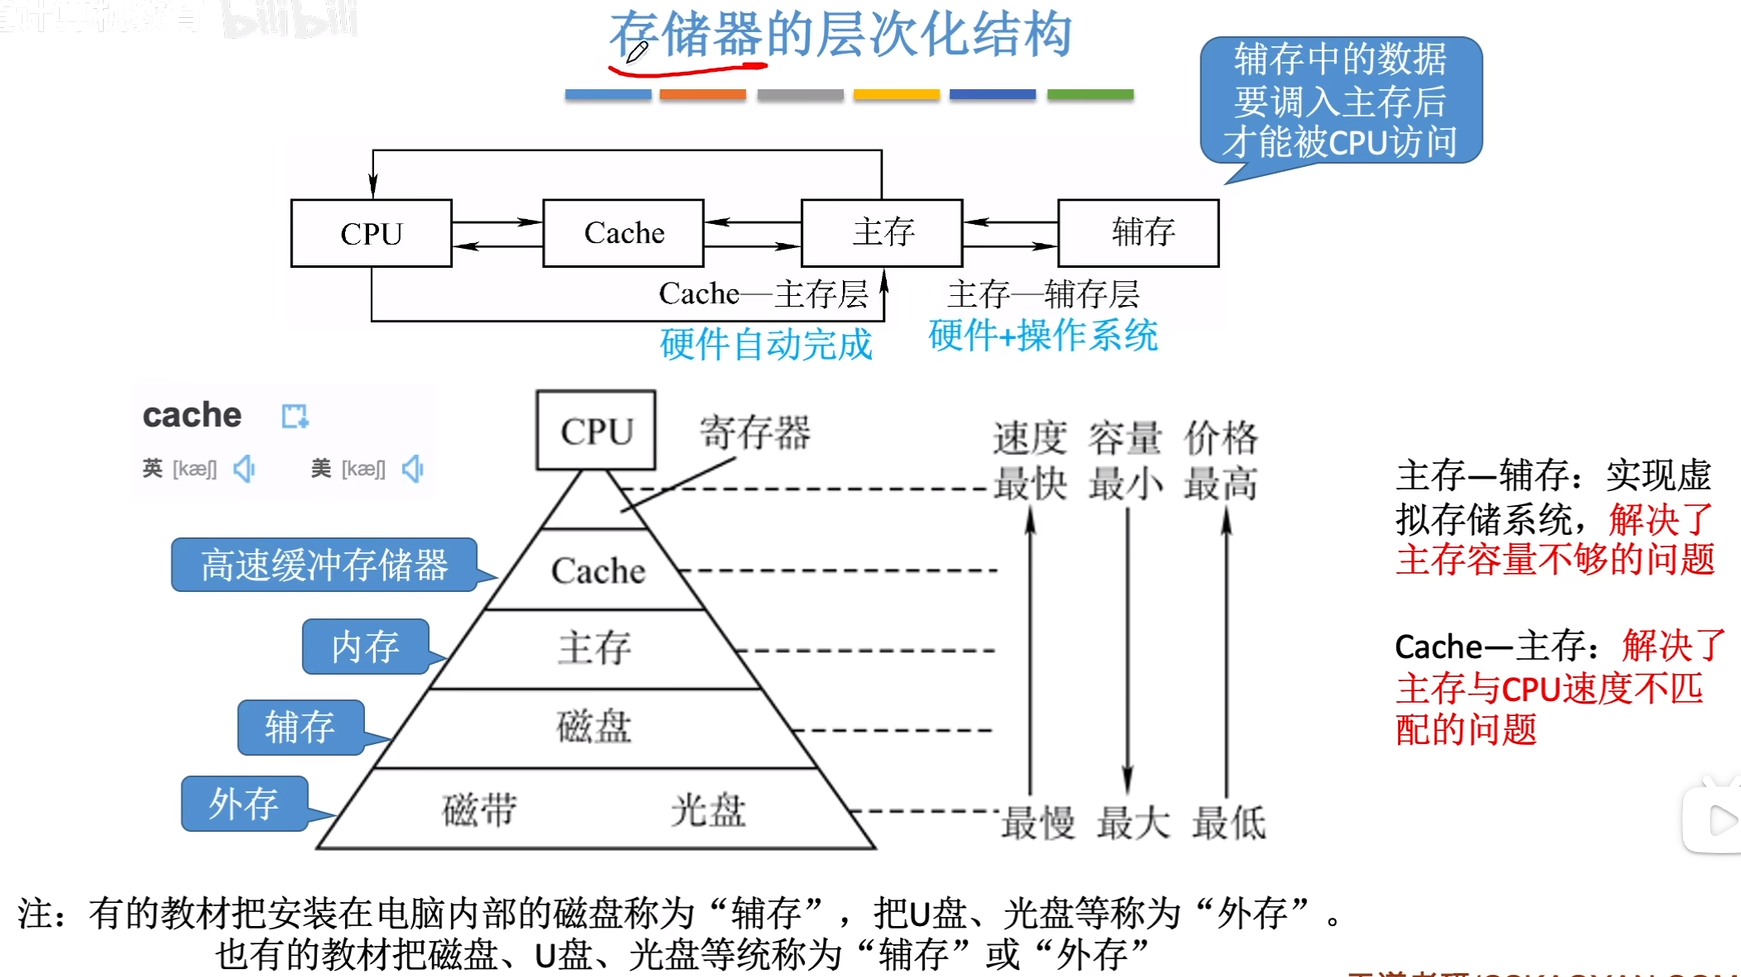 bilibili
存储器的层次化结构
辅存中的数据
要调入主存后
才能被CPU访问
CPU
Cache
主存
辅存
Cache—主存层
主存—辅存层
硬件自动完成
硬件+操作系统
cache
英 [kæʃ]
美 [kæʃ]
CPU
寄存器
速度 容量 价格
最快 最小 最高
高速缓冲存储器
Cache
内存
主存
辅存
磁盘
外存
磁带
光盘
最慢 最大 最低
主存—辅存：实现虚
拟存储系统，解决了
主存容量不够的问题
Cache—主存：解决了
主存与CPU速度不匹
配的问题
注：有的教材把安装在电脑内部的磁盘称为“辅存”，把U盘、光盘等称为“外存”。
也有的教材把磁盘、U盘、光盘等统称为“辅存”或“外存”